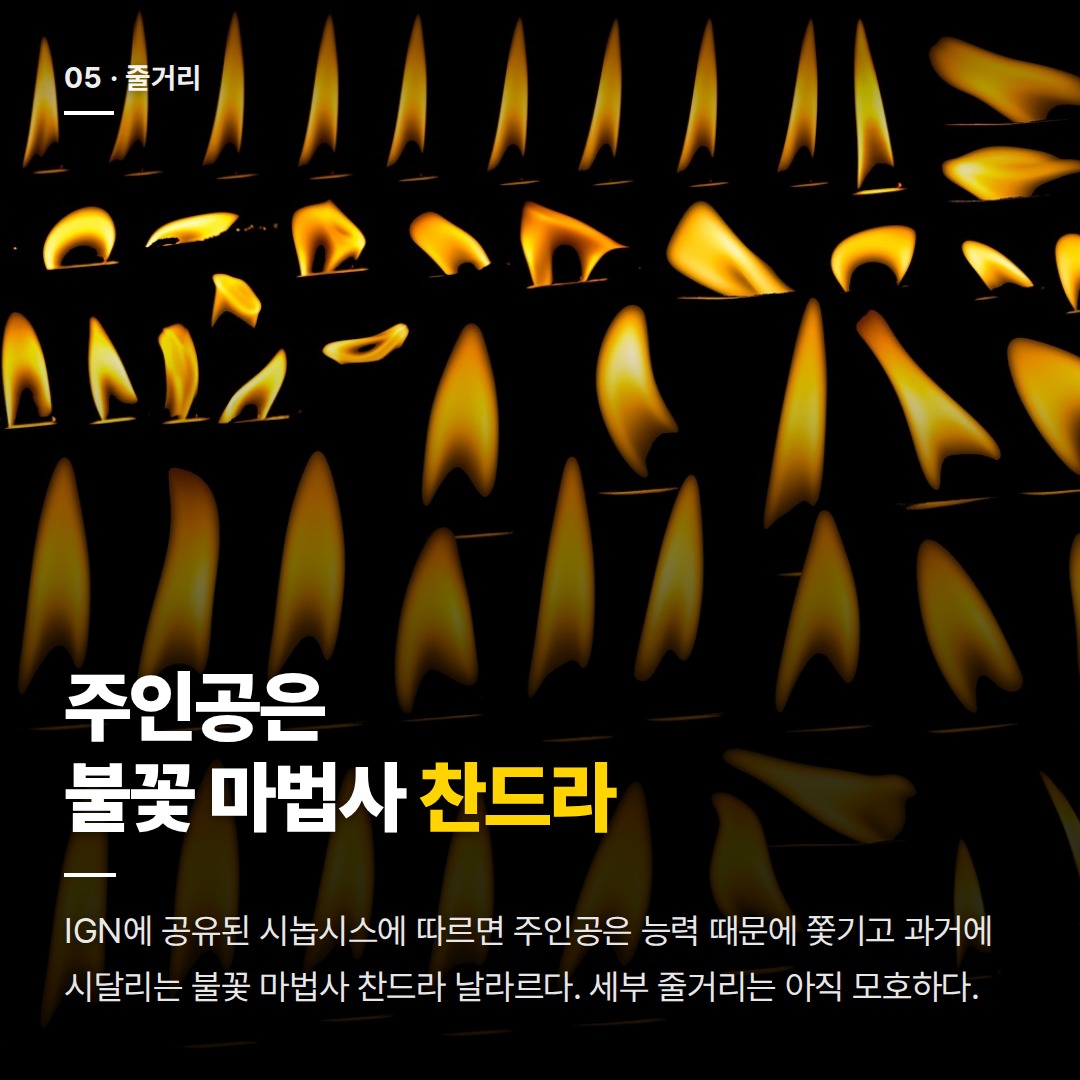 05 · 줄거리
주인공은
불꽃 마법사 찬드라
IGN에 공유된 시놉시스에 따르면 주인공은 능력 때문에 쫓기고 과거에
시달리는 불꽃 마법사 찬드라 날라르다. 세부 줄거리는 아직 모호하다.